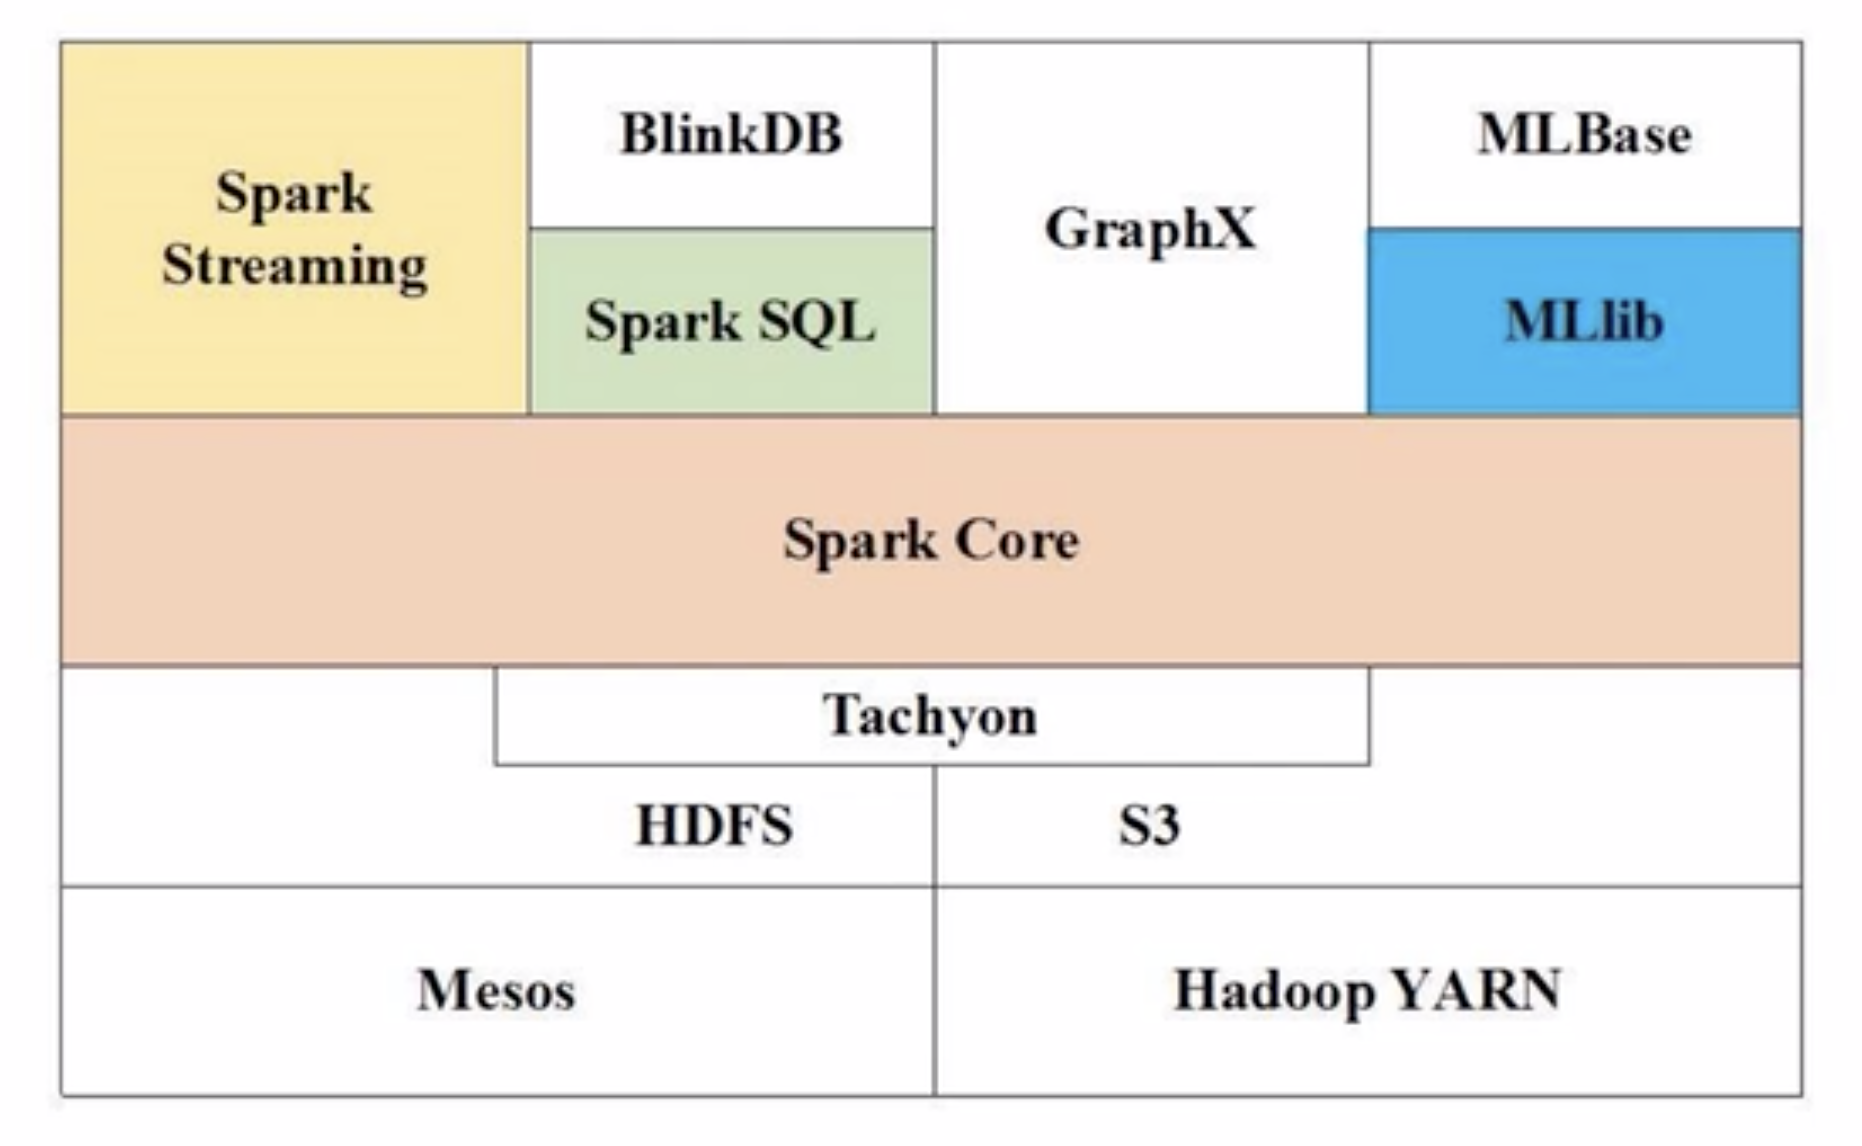 Spark
Streaming
BlinkDB
Spark SQL
GraphX
MLBase
MLlib
Spark Core
Tachyon
HDFS
S3
Mesos
Hadoop YARN